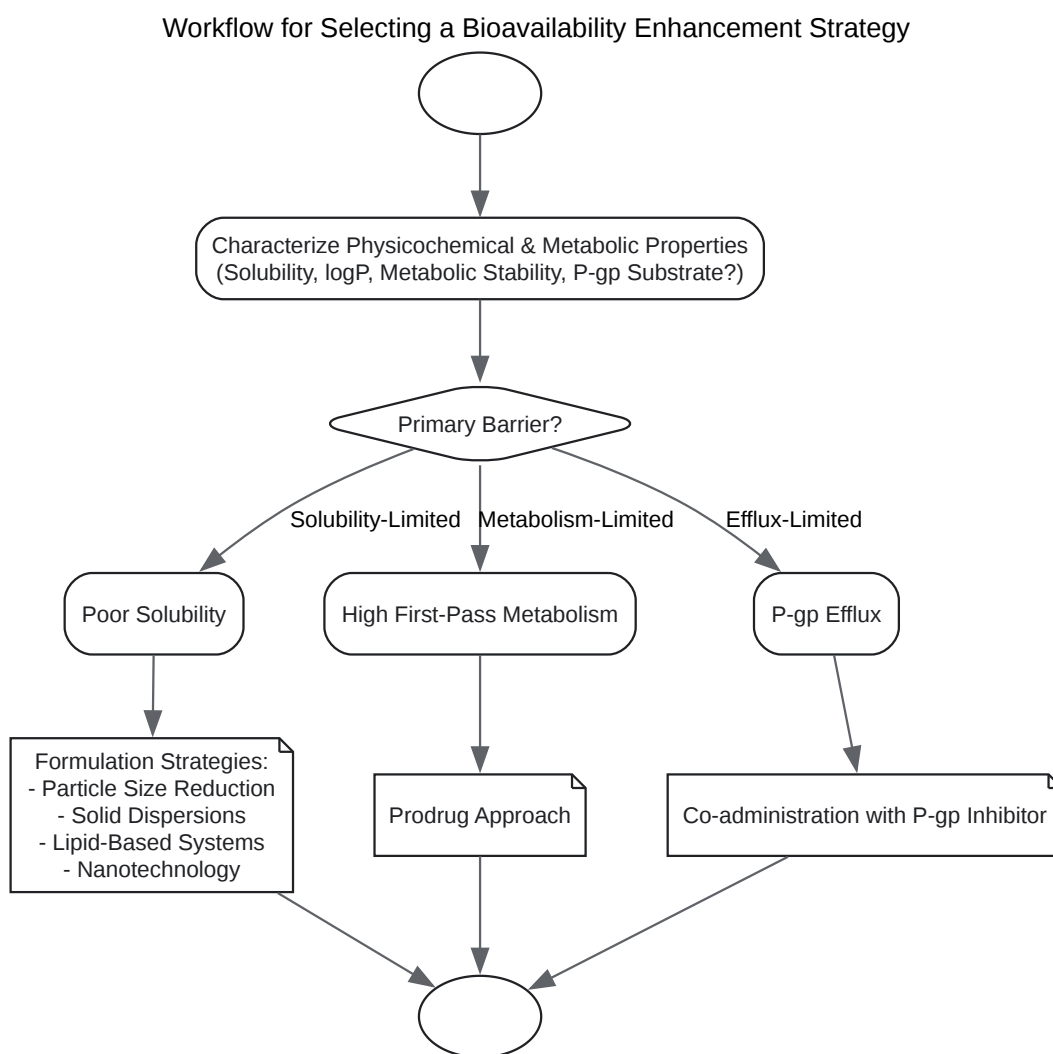 Workflow for Selecting a Bioavailability Enhancement Strategy
Characterize Physicochemical & Metabolic Properties
(Solubility, logP, Metabolic Stability, P-gp Substrate?)
Primary Barrier?
Solubility-Limited
Metabolism-Limited
Efflux-Limited
Poor Solubility
High First-Pass Metabolism
P-gp Efflux
Formulation Strategies:
- Particle Size Reduction
- Solid Dispersions
- Lipid-Based Systems
- Nanotechnology
Prodrug Approach
Co-administration with P-gp Inhibitor